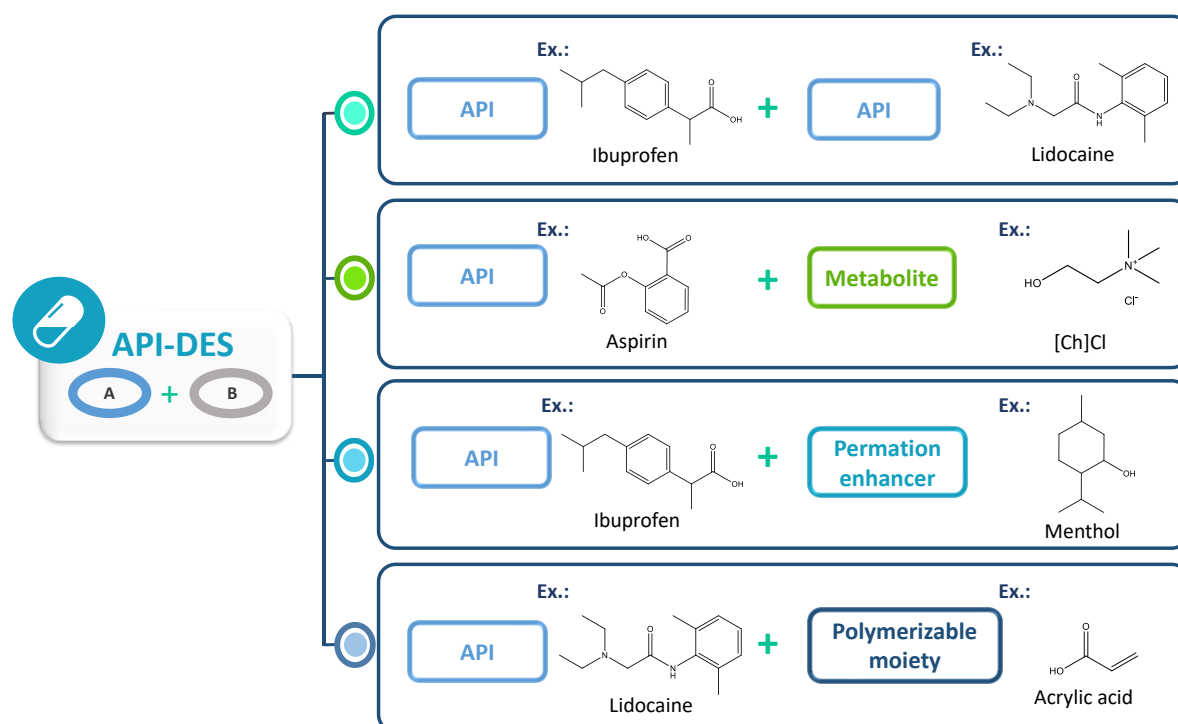 API-DES
A + B
Ex.:
API
O
OH
Ibuprofen
+
API
Ex.:
N
O
N
H
Lidocaine
Ex.:
API
HO
O
O
O
Aspirin
+
Metabolite
Ex.:
HO
N+
Cl-
[Ch]Cl
Ex.:
API
O
OH
Ibuprofen
+
Permation
enhancer
Ex.:
OH
Menthol
Ex.:
API
N
O
N
H
Lidocaine
+
Polymerizable
moiety
Ex.:
O
HO
Acrylic acid